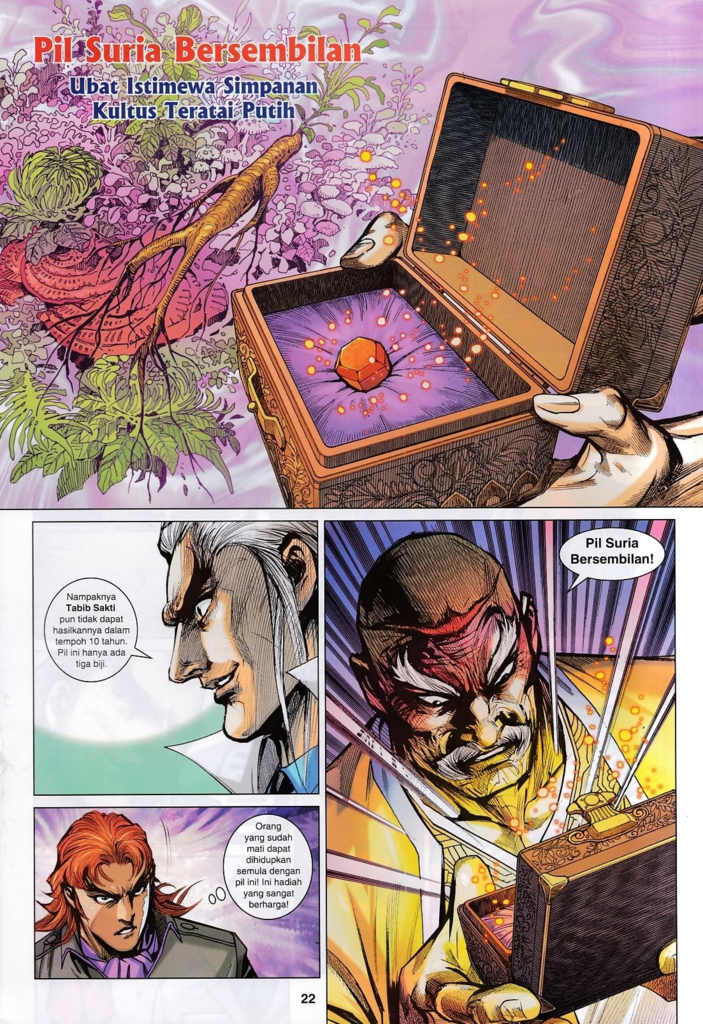 Pil Suria Bersembilan
Ubat Istimewa Simpanan
Kultus Teratai Putih
Nampaknya
Tabib Sakti
pun tidak dapat
hasilkannya dalam
tempoh 10 tahun.
Pil ini hanya ada
tiga biji.
Pil Suria
Bersembilan!
Orang
yang sudah
mati dapat
dihidupkan
semula dengan
pil ini! Ini hadiah
yang sangat
berharga!
22